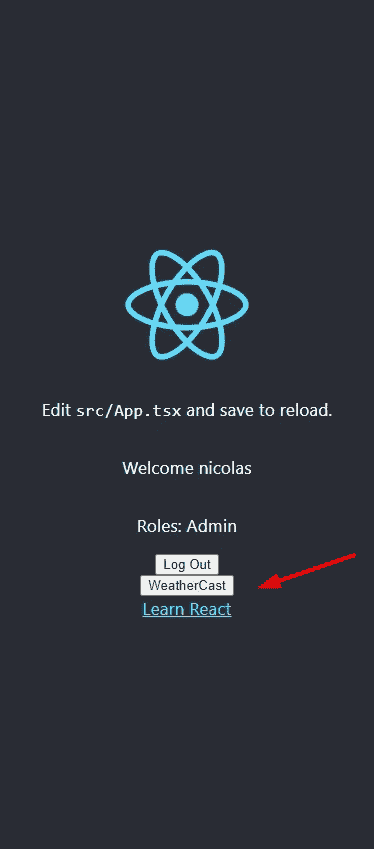 Edit src/App.tsx and save to reload.
Welcome nicolas
Roles: Admin
Log Out
WeatherCast
Learn React